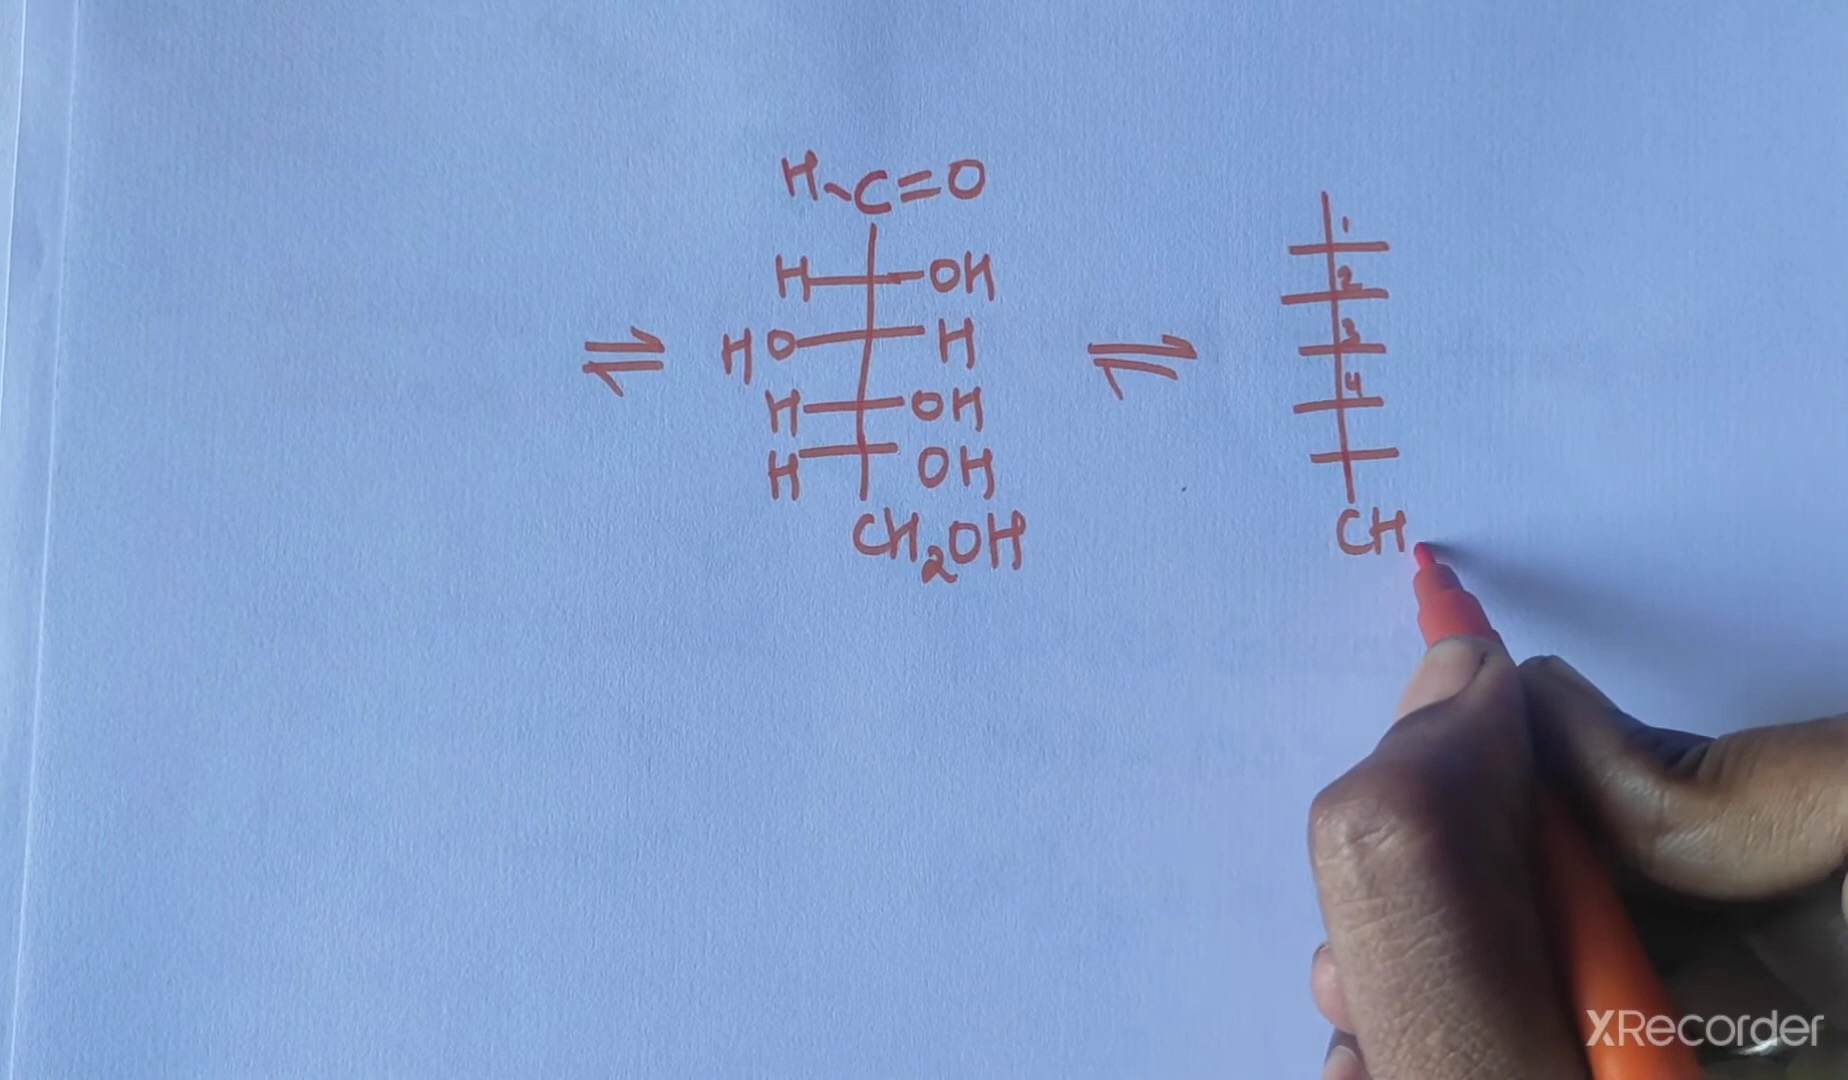 H-C=O
H OH
HO H
H OH
H OH
CH₂OH
1
2
3
4
CH
XRecorder